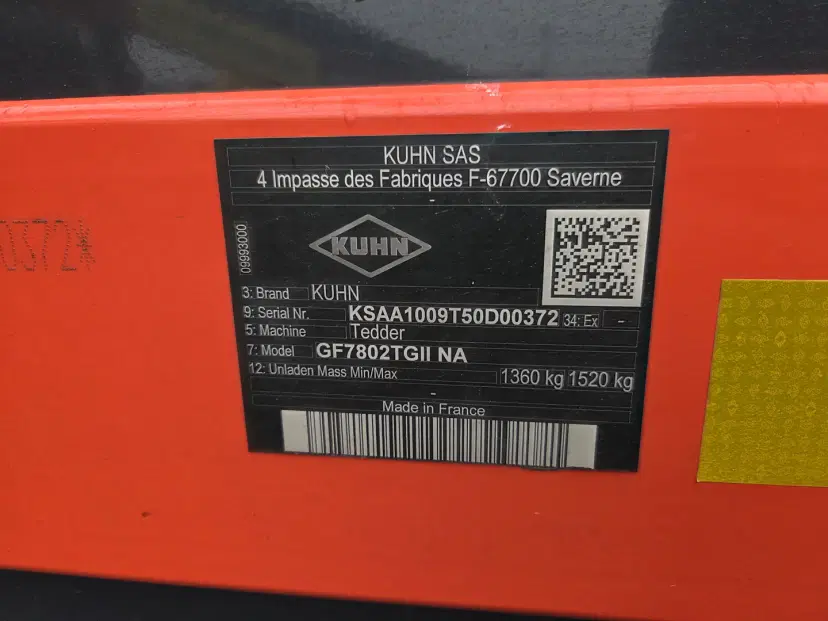 KUHN SAS
4 Impasse des Fabriques F-67700 Saverne
-
09993000
KUHN
3: Brand KUHN
9: Serial Nr. KSAA1009T50D00372 34: Ex -
5: Machine Tedder
7: Model GF7802TGII NA
12: Unladen Mass Min/Max 1360 kg 1520 kg
-
Made in France